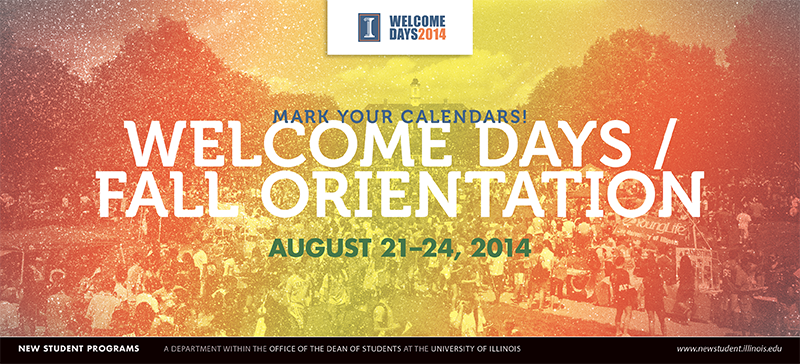 I WELCOME
DAYS2014
MARK YOUR CALENDARS!
WELCOME DAYS /
FALL ORIENTATION
AUGUST 21–24, 2014
YoungLife
NEW STUDENT PROGRAMS A DEPARTMENT WITHIN THE OFFICE OF THE DEAN OF STUDENTS AT THE UNIVERSITY OF ILLINOIS www.newstudent.illinois.edu